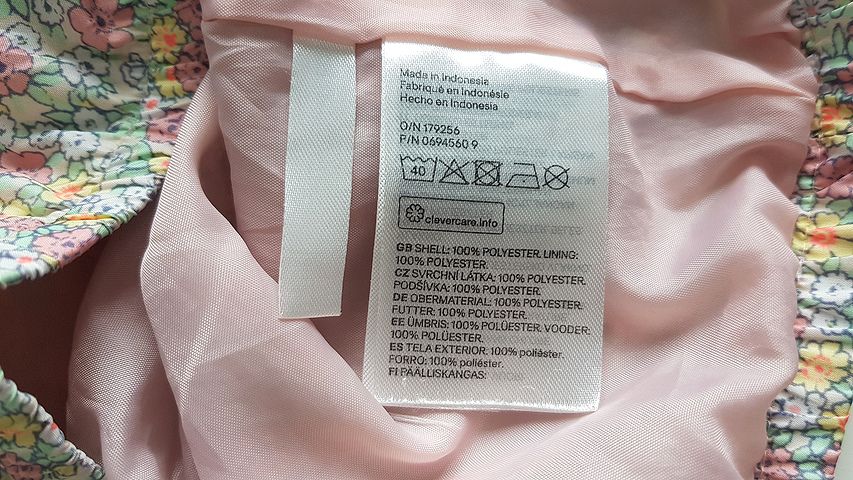 Made in Indonesia
Fabriqué en Indonésie
Hecho en Indonesia
O/N 179256
P/N 0694560 9
40
clevercare.info
GB SHELL: 100% POLYESTER. LINING:
100% POLYESTER.
CZ SVRCHNÍ LÁTKA: 100% POLYESTER.
PODŠÍVKA: 100% POLYESTER.
DE OBERMATERIAL: 100% POLYESTER.
FUTTER: 100% POLYESTER.
EE ÜMBRIS: 100% POLÜESTER. VOODER:
100% POLÜESTER.
ES TELA EXTERIOR: 100% poliéster.
FORRO: 100% poliéster.
FI PÄÄLLISKANGAS: